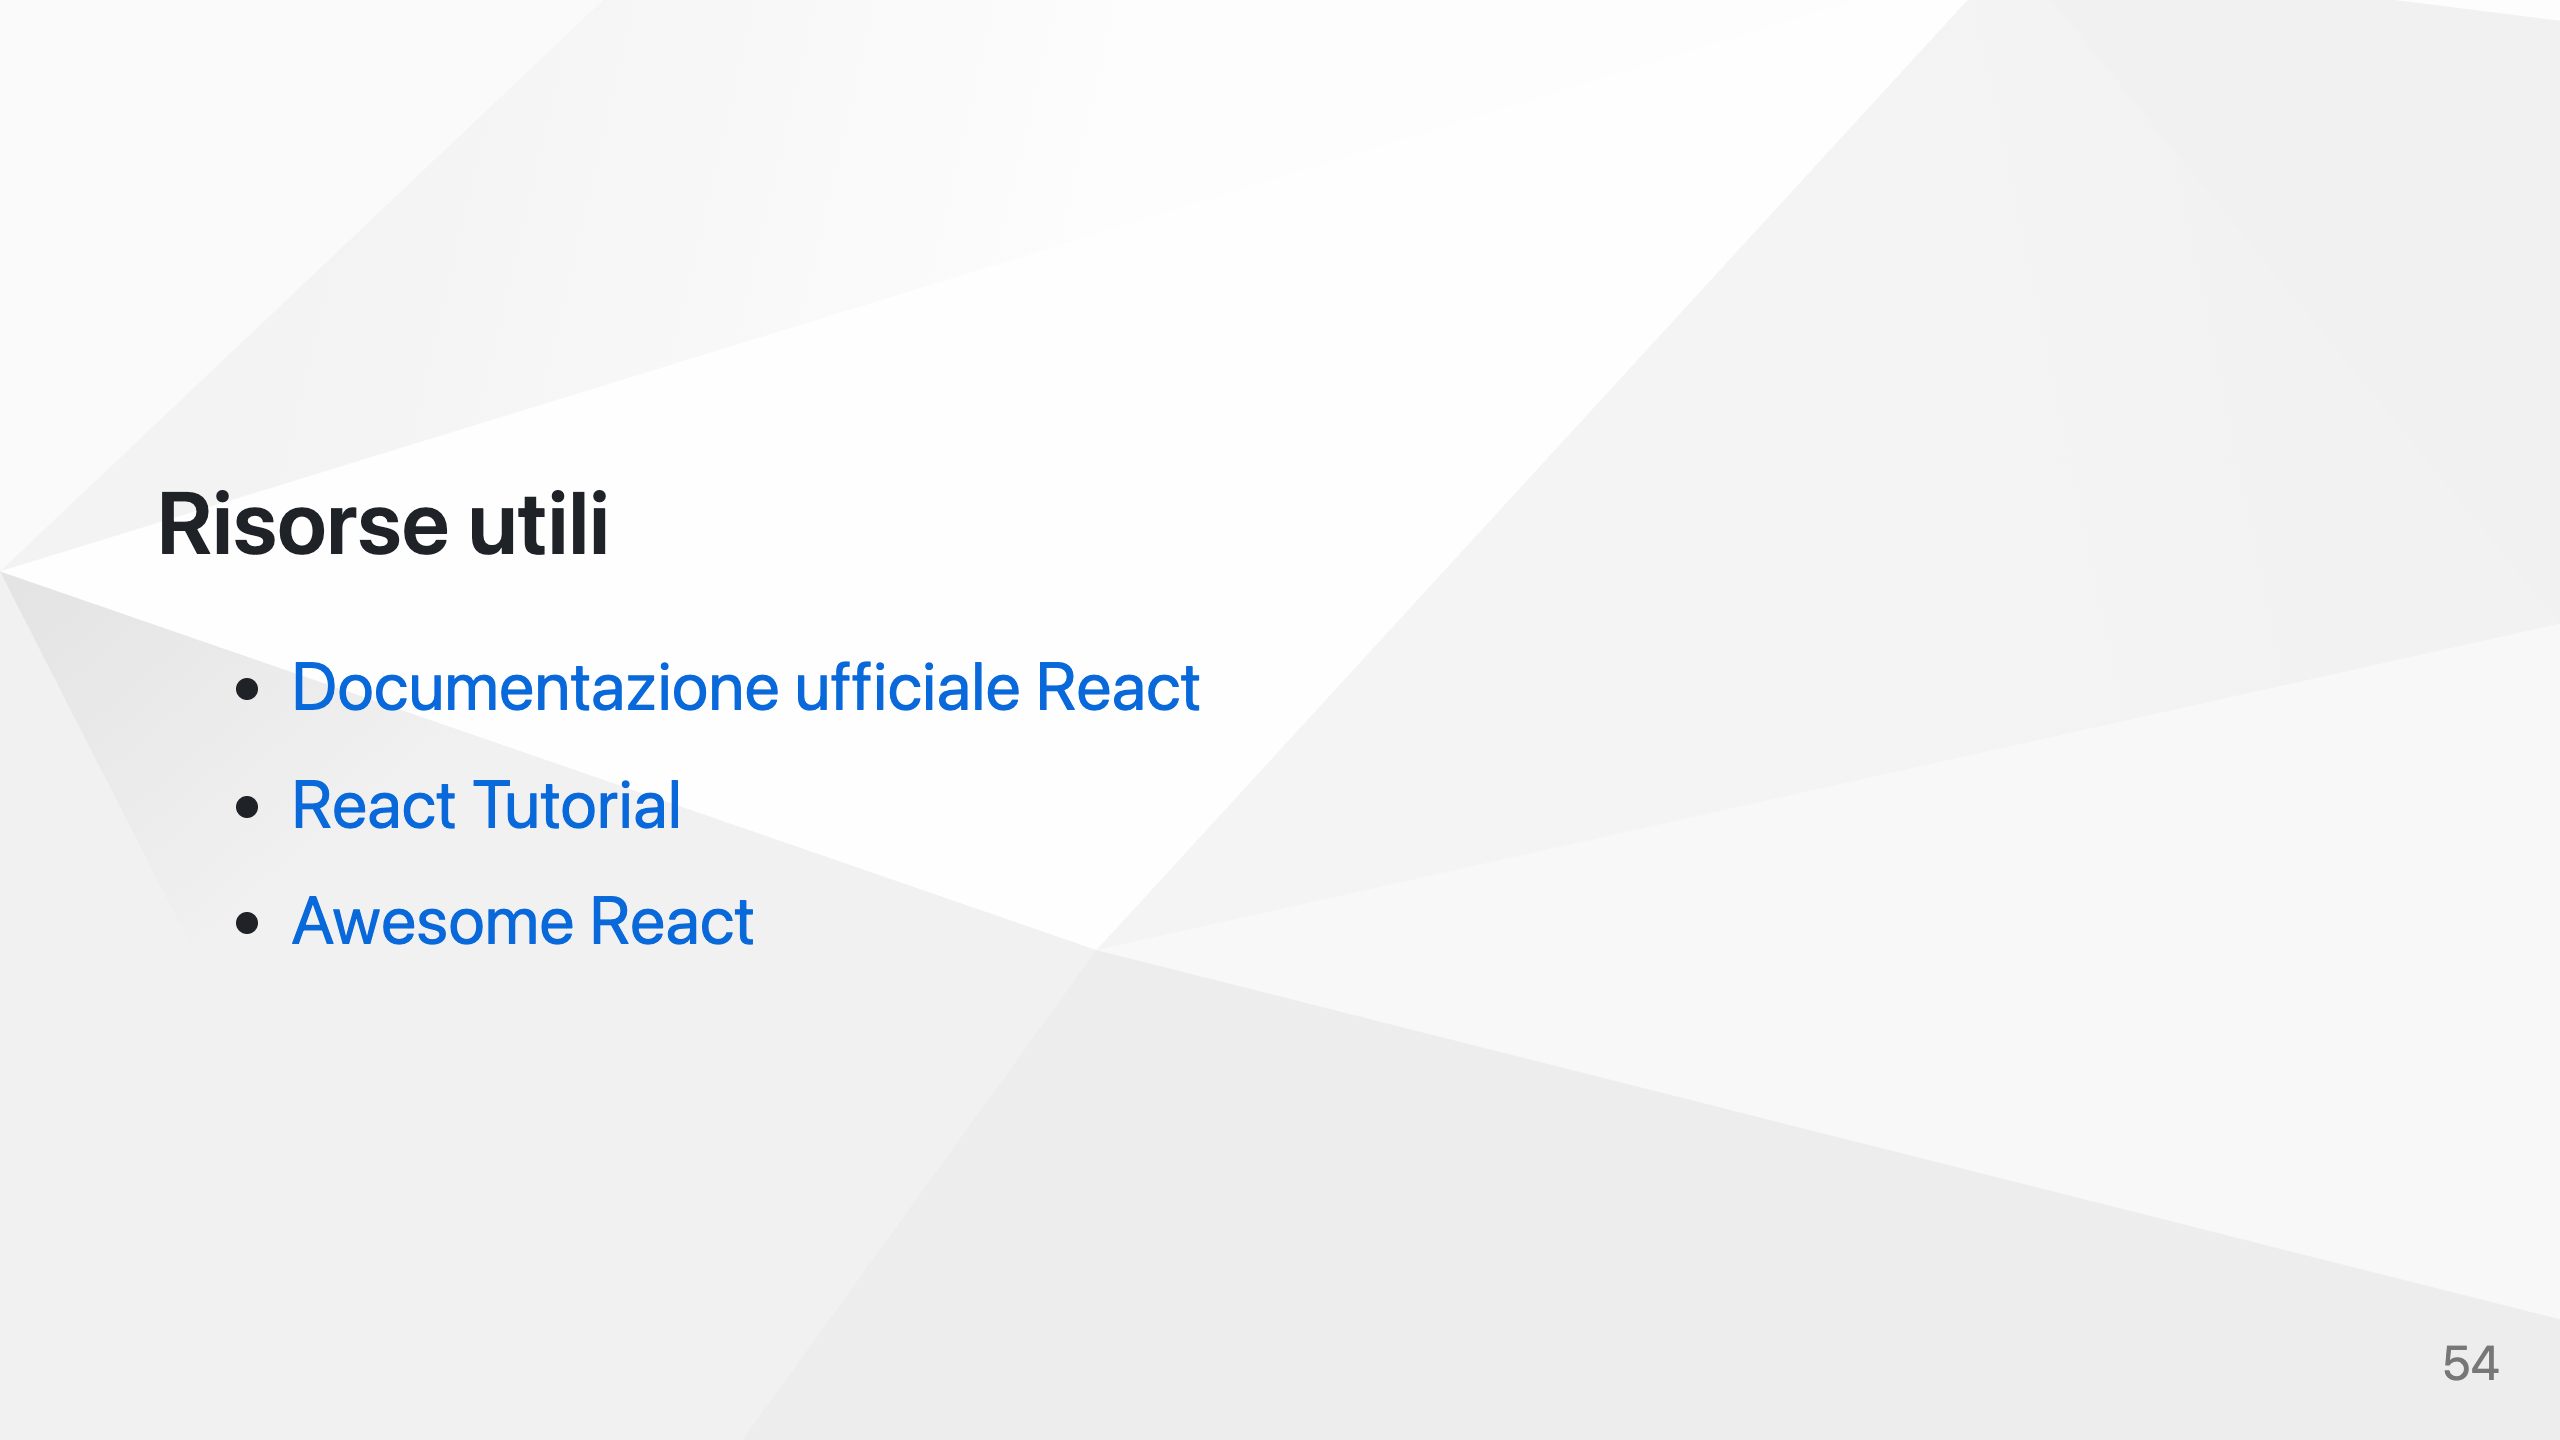 Risorse utili
• Documentazione ufficiale React
• React Tutorial
• Awesome React
54